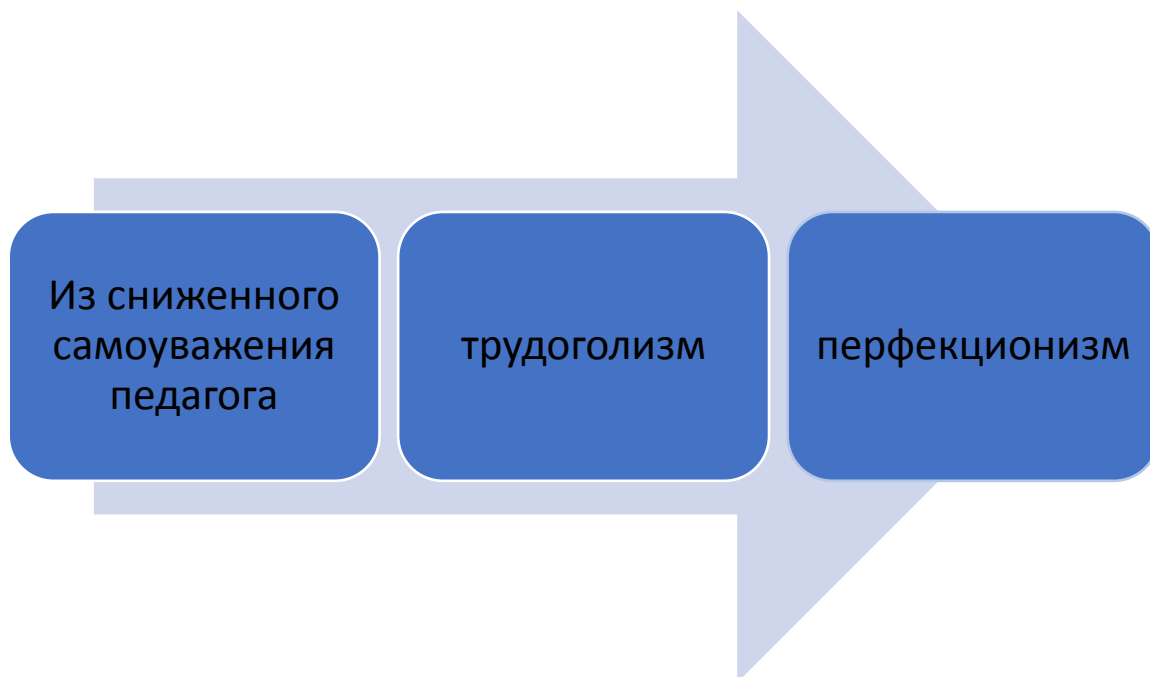 Из сниженного
самоуважения
педагога
трудоголизм
перфекционизм